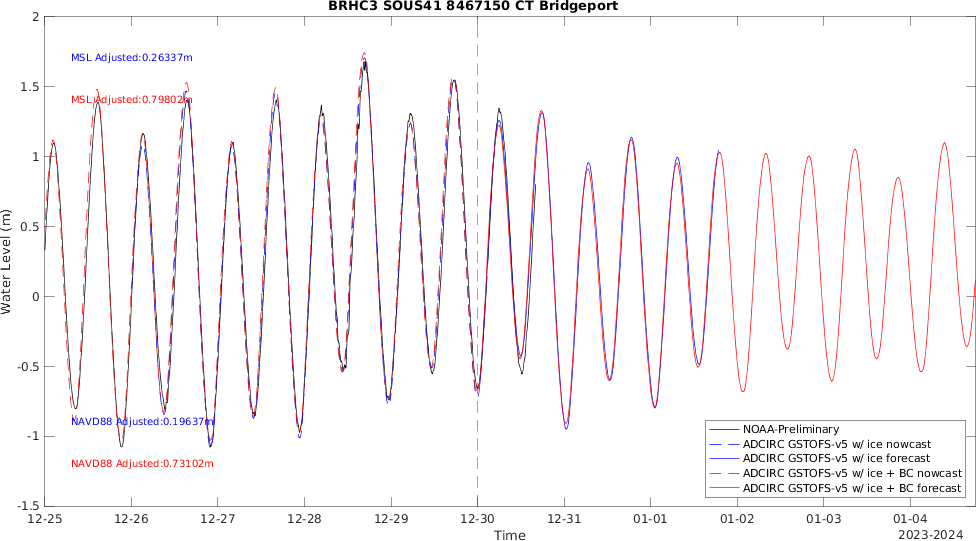 BRHC3 SOUS41 8467150 CT Bridgeport
Water Level (m)
2
1.5
1
0.5
0
-0.5
-1
-1.5
MSL Adjusted:0.26337m
MSL Adjusted:0.79802m
NAVD88 Adjusted:0.19637m
NAVD88 Adjusted:0.73102m
NOAA-Preliminary
ADCIRC GSTOFS-v5 w/ ice nowcast
ADCIRC GSTOFS-v5 w/ ice forecast
ADCIRC GSTOFS-v5 w/ ice + BC nowcast
ADCIRC GSTOFS-v5 w/ ice + BC forecast
12-25 12-26 12-27 12-28 12-29 12-30 12-31 01-01 01-02 01-03 01-04
Time
2023-2024